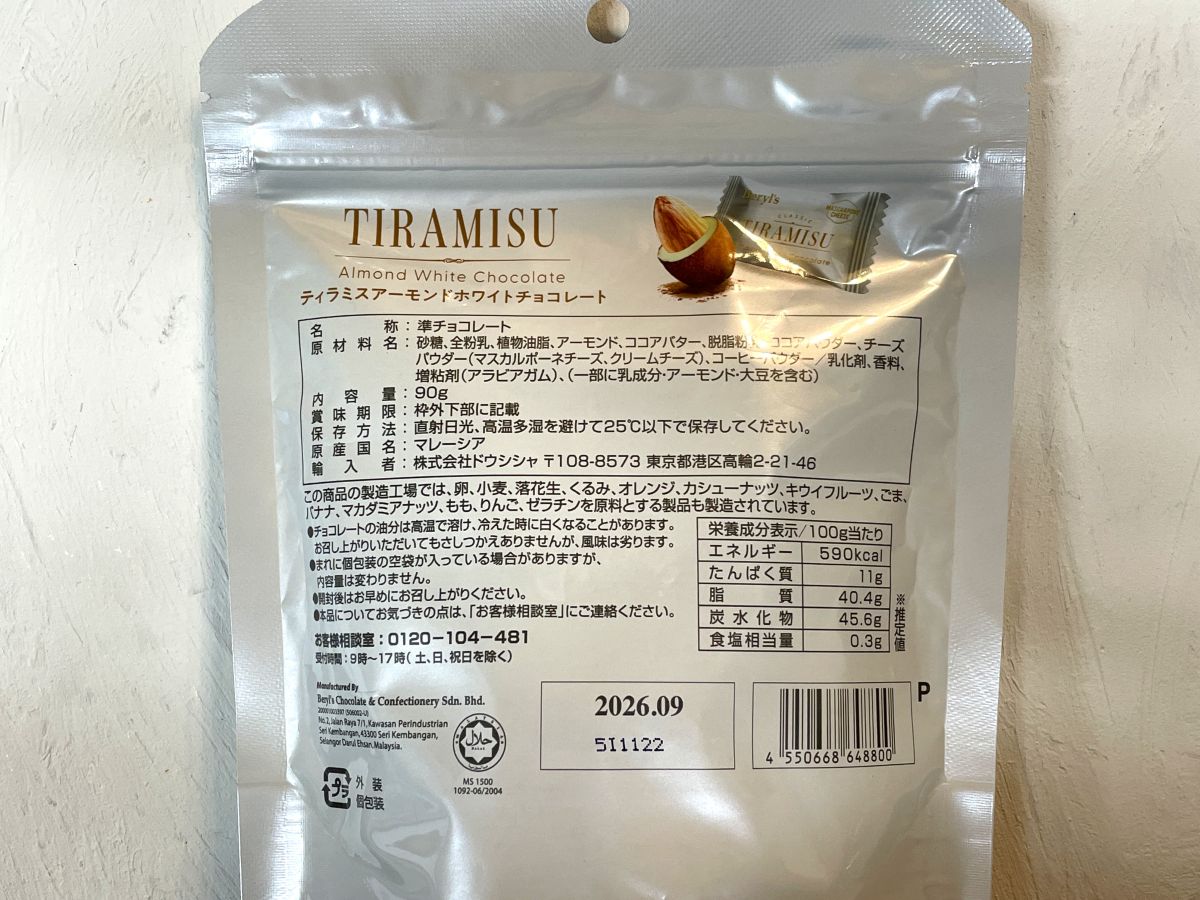 Beryl's
CLASSIC
TIRAMISU
MASCARPONE
CHEESE
TIRAMISU
Almond White Chocolate
ティラミスアーモンドホワイトチョコレート
名称:準チョコレート
原材料名:砂糖、全粉乳、植物油脂、アーモンド、ココアバター、脱脂粉乳、ココアパウダー、チーズ
パウダー(マスカルポーネチーズ、クリームチーズ)、コーヒーパウダー/乳化剤、香料、
増粘剤(アラビアガム)、(一部に乳成分・アーモンド・大豆を含む)
内容量:90g
賞味期限:枠外下部に記載
保存方法:直射日光、高温多湿を避けて25℃以下で保存してください。
原産国名:マレーシア
輸入者:株式会社ドウシシャ 〒108-8573 東京都港区高輪2-21-46
この商品の製造工場では、卵、小麦、落花生、くるみ、オレンジ、カシューナッツ、キウイフルーツ、ごま、
バナナ、マカダミアナッツ、もも、りんご、ゼラチンを原料とする製品も製造されています。
●チョコレートの油分は高温で溶け、冷えた時に白くなることがあります。
お召し上がりいただいてもさしつかえありませんが、風味は劣ります。
●まれに個包装の空袋が入っている場合がありますが、
内容量は変わりません。
●開封後はお早めにお召し上がりください。
●本品についてお気づきの点は、「お客様相談室」にご連絡ください。
お客様相談室:0120-104-481
受付時間:9時~17時(土、日、祝日を除く)
栄養成分表示/100g当たり
エネルギー 590kcal
たんぱく質 11g
脂質 40.4g
炭水化物 45.6g
食塩相当量 0.3g
※推定値
Manufactured By
Beryl's Chocolate & Confectionery Sdn. Bhd.
200001003397 (506002-U)
No.2, Jalan Raya 7/1, Kawasan Perindustrian
Seri Kembangan, 43300 Seri Kembangan,
Selangor Darul Ehsan, Malaysia.
حلال
Halal
MS 1500
1092-06/2004
2026.09
5I1122
P
4 550668 648800
プラ
外装
個包装